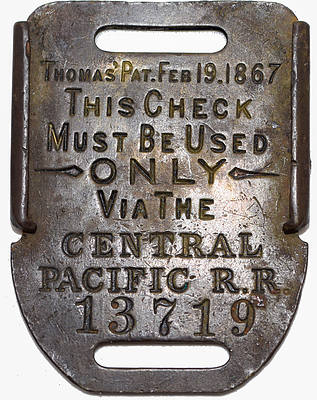 THOMAS' PAT. FEB 19.1867
THIS CHECK
MUST BE USED
ONLY
VIA THE
CENTRAL
PACIFIC R.R.
13719